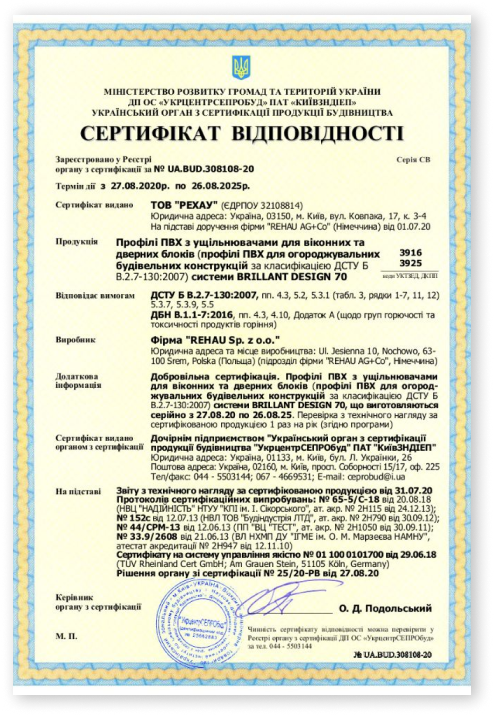 МІНІСТЕРСТВО РОЗВИТКУ ГРОМАД ТА ТЕРИТОРІЙ УКРАЇНИ
ДП ОС «УКРЦЕНТРСЕПРОБУД» ПАТ «КИЇВЗНДІЕП»
УКРАЇНСЬКИЙ ОРГАН З СЕРТИФІКАЦІЇ ПРОДУКЦІЇ БУДІВНИЦТВА
СЕРТИФІКАТ ВІДПОВІДНОСТІ
Зареєстровано у Реєстрі
органу з сертифікації за № UA.BUD.308108-20
Серія СВ
Термін дії з 27.08.2020р. по 26.08.2025р.
Сертифікат видано ТОВ "РЕХАУ" (ЄДРПОУ 32108814)
Юридична адреса: Україна, 03150, м. Київ, вул. Ковпака, 17, к. 3-4
На підставі доручення фірми "REHAU AG+Co" (Німеччина) від 01.07.20
Продукція Профілі ПВХ з ущільнювачами для віконних та
дверних блоків (профілі ПВХ для огороджувальних
будівельних конструкцій за класифікацією ДСТУ Б
В.2.7-130:2007) системи BRILLANT DESIGN 70
3916
3925
коди УКТЗЕД, ДКПП
Відповідає вимогам ДСТУ Б В.2.7-130:2007, пп. 4.3, 5.2, 5.3.1 (табл. 3, рядки 1-7, 11, 12)
5.3.7, 5.3.9, 5.5
ДБН В.1.1-7:2016, пп. 4.3, 4.10, Додаток А (щодо груп горючості та
токсичності продуктів горіння)
Виробник Фірма "REHAU Sp. z o.o."
Юридична адреса та місце виробництва: Ul. Jesienna 10, Nochowo, 63-
100 Srem, Polska (Польща) (підрозділ фірми "REHAU AG+Co", Німеччина)
Додаткова
інформація
Добровільна сертифікація. Профілі ПВХ з ущільнювачами
для віконних та дверних блоків (профілі ПВХ для огород-
жувальних будівельних конструкцій за класифікацією ДСТУ Б
В.2.7-130:2007) системи BRILLANT DESIGN 70, що виготовляються
серійно з 27.08.20 по 26.08.25. Перевірка з технічного нагляду за
сертифікованою продукцією 1 раз на рік (згідно програми)
Сертифікат видано
органом з сертифікації
Дочірнім підприємством "Український орган з сертифікації
продукції будівництва "УкрцентрСЕПРОбуд" ПАТ "КиївЗНДІЕП"
Юридична адреса: Україна, 01133, м. Київ, бул. Л. Українки, 26
Поштова адреса: Україна, 02160, м. Київ, просп. Соборності 15/17, оф. 225
Тел/факс: 044 - 5503144; 067 - 4669531; E-mail: ceprobud@i.ua
На підставі Звіту з технічного нагляду за сертифікованою продукцією від 31.07.20
Протоколів сертифікаційних випробувань: № 65-5/С-18 від 20.08.18
(НВЦ "НАДІЙНІСТЬ" НТУУ "КПІ ім. І. Сікорського", ат. акр. № 2Н115 від 24.12.13);
№ 152с від 12.07.13 (НВЛ ТОВ "Будіндустрія ЛТД", ат. акр. № 2Н790 від 30.09.12);
№ 44/СРМ-13 від 12.06.13 (ПП "ВЦ "ТЕСТ", ат. акр. № 2Н1050 від 30.09.11);
№ 33.9/2608 від 21.06.13 (ВЛ НХМП ДУ "ІГМЕ ім. О. М. Марзеєва НАМНУ",
атестат акредитації № 2Н947 від 12.11.10)
Сертифікату на систему управління якістю № 01 100 0101700 від 29.06.18
(TÜV Rheinland Cert GmbH; Am Grauen Stein, 51105 Köln, Germany)
Рішення органу зі сертифікації № 25/20-РВ від 27.08.20
Керівник
органу з сертифікації
О. Д. Подольський
М. П.
Чинність сертифікату відповідності можна перевірити у
Реєстрі органу з сертифікації ДП ОС «УкрцентрСЕПРОбуд»
за тел. 044 - 5503144
№ UA.BUD.308108-20